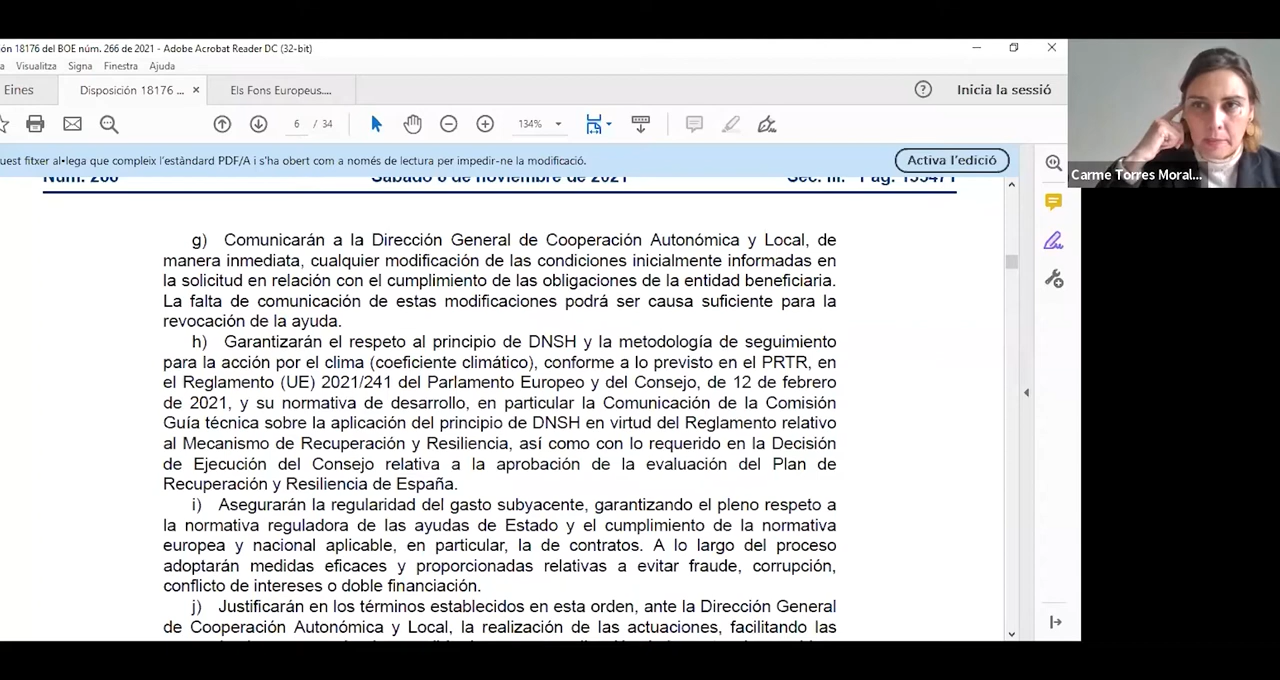 ón 18176 del BOE núm. 266 de 2021 - Adobe Acrobat Reader DC (32-bit)
a Visualitza Signa Finestra Ajuda
Eines Disposición 18176 ... × Els Fons Europeus.... Inicia la sessió
6 / 34 134%
uest fitxer al•lega que compleix l'estàndard PDF/A i s'ha obert com a només de lectura per impedir-ne la modificació. Activa l'edició
Núm. 266 Sábado 6 de noviembre de 2021 Sec. III. Pág. 135471
Carme Torres Moral...
g) Comunicarán a la Dirección General de Cooperación Autonómica y Local, de
manera inmediata, cualquier modificación de las condiciones inicialmente informadas en
la solicitud en relación con el cumplimiento de las obligaciones de la entidad beneficiaria.
La falta de comunicación de estas modificaciones podrá ser causa suficiente para la
revocación de la ayuda.
h) Garantizarán el respeto al principio de DNSH y la metodología de seguimiento
para la acción por el clima (coeficiente climático), conforme a lo previsto en el PRTR, en
el Reglamento (UE) 2021/241 del Parlamento Europeo y del Consejo, de 12 de febrero
de 2021, y su normativa de desarrollo, en particular la Comunicación de la Comisión
Guía técnica sobre la aplicación del principio de DNSH en virtud del Reglamento relativo
al Mecanismo de Recuperación y Resiliencia, así como con lo requerido en la Decisión
de Ejecución del Consejo relativa a la aprobación de la evaluación del Plan de
Recuperación y Resiliencia de España.
i) Asegurarán la regularidad del gasto subyacente, garantizando el pleno respeto a
la normativa reguladora de las ayudas de Estado y el cumplimiento de la normativa
europea y nacional aplicable, en particular, la de contratos. A lo largo del proceso
adoptarán medidas eficaces y proporcionadas relativas a evitar fraude, corrupción,
conflicto de intereses o doble financiación.
j) Justificarán en los términos establecidos en esta orden, ante la Dirección General
de Cooperación Autonómica y Local, la realización de las actuaciones, facilitando las